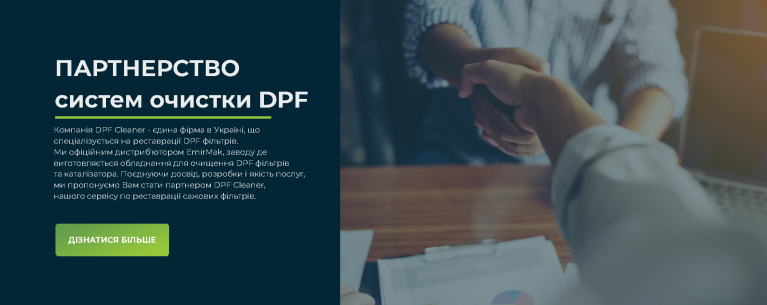 ПАРТНЕРСТВО
систем очистки DPF
Компанія DPF Cleaner - єдина фірма в Україні, що
спеціалізується на реставрації DPF фільтрів.
Ми офіційним дистриб'ютором EmirMak, заводу де
виготовляється обладнання для очищення DPF фільтрів
та каталізатора. Поєднуючи досвід, розробки і якість послуг,
ми пропонуємо Вам стати партнером DPF Cleaner,
нашого сервісу по реставрації сажових фільтрів.
ДІЗНАТИСЯ БІЛЬШЕ